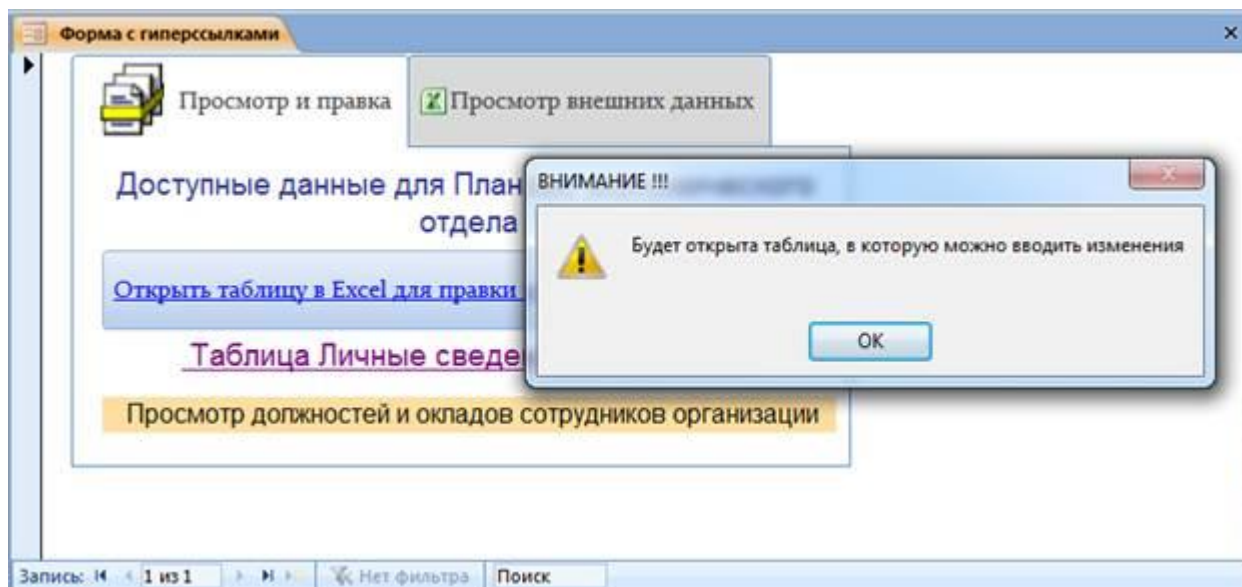 Форма с гиперссылками
Просмотр и правка
Просмотр внешних данных
Доступные данные для План
отдела
Открыть таблицу в Excel для правки
Таблица Личные сведе
Просмотр должностей и окладов сотрудников организации
ВНИМАНИЕ !!!
Будет открыта таблица, в которую можно вводить изменения
ОК
Запись: 1 из 1 Нет фильтра Поиск